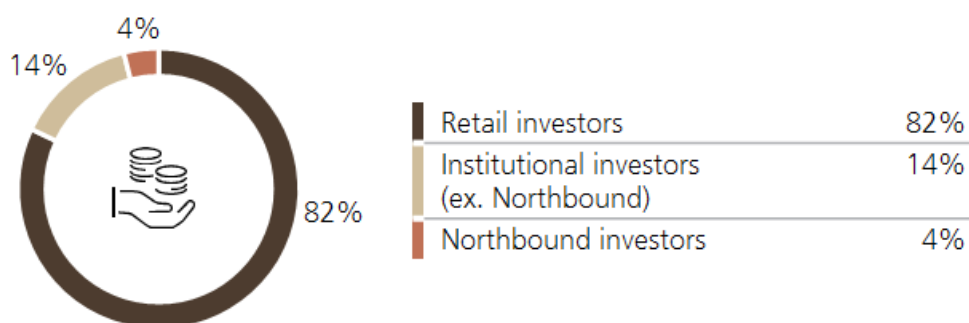 4%
14%
82%
Retail investors 82%
Institutional investors 14%
(ex. Northbound)
Northbound investors 4%